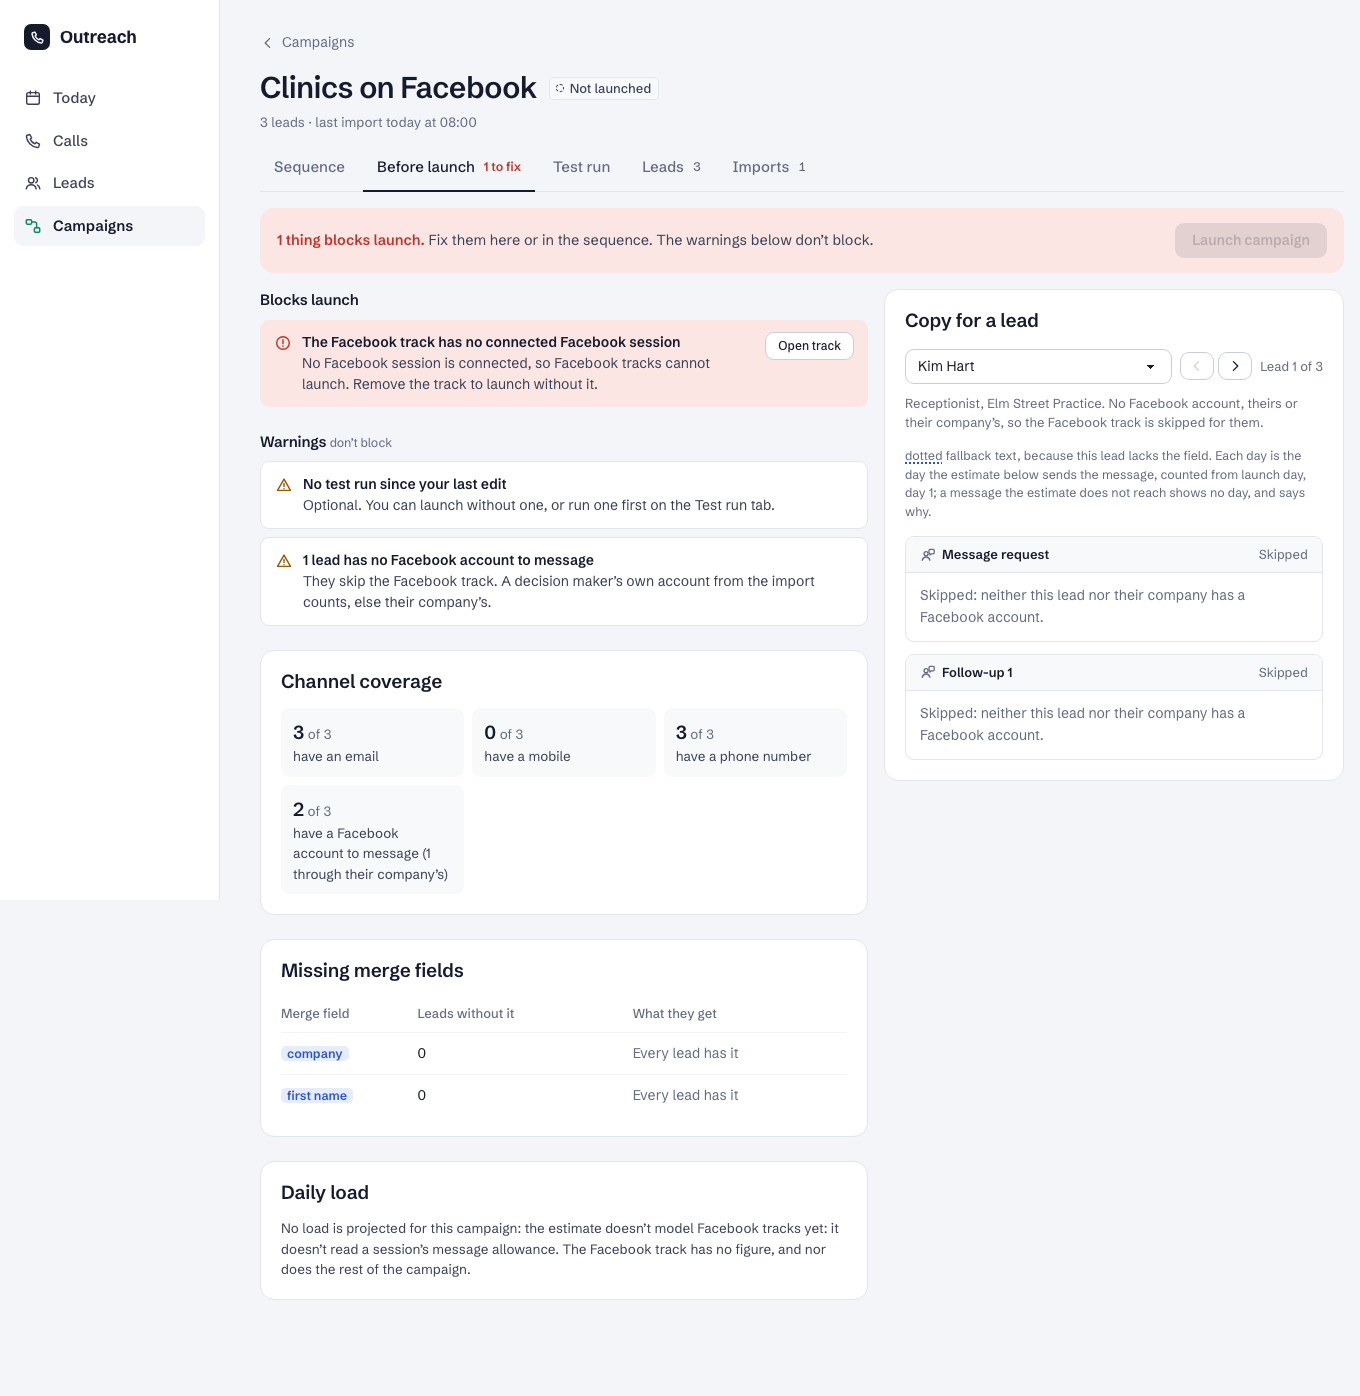 Outreach
Today
Calls
Leads
Campaigns
Campaigns
Clinics on Facebook
Not launched
3 leads · last import today at 08:00
Sequence
Before launch 1 to fix
Test run
Leads 3
Imports 1
1 thing blocks launch. Fix them here or in the sequence. The warnings below don’t block.
Launch campaign
Blocks launch
The Facebook track has no connected Facebook session
No Facebook session is connected, so Facebook tracks cannot
launch. Remove the track to launch without it.
Open track
Warnings don’t block
No test run since your last edit
Optional. You can launch without one, or run one first on the Test run tab.
1 lead has no Facebook account to message
They skip the Facebook track. A decision maker’s own account from the import
counts, else their company’s.
Channel coverage
3 of 3
have an email
0 of 3
have a mobile
3 of 3
have a phone number
2 of 3
have a Facebook
account to message (1
through their company’s)
Missing merge fields
Merge field Leads without it What they get
company 0 Every lead has it
first name 0 Every lead has it
Daily load
No load is projected for this campaign: the estimate doesn’t model Facebook tracks yet: it
doesn’t read a session’s message allowance. The Facebook track has no figure, and nor
does the rest of the campaign.
Copy for a lead
Kim Hart
Lead 1 of 3
Receptionist, Elm Street Practice. No Facebook account, theirs or
their company’s, so the Facebook track is skipped for them.
dotted fallback text, because this lead lacks the field. Each day is the
day the estimate below sends the message, counted from launch day,
day 1; a message the estimate does not reach shows no day, and says
why.
Message request Skipped
Skipped: neither this lead nor their company has a
Facebook account.
Follow-up 1 Skipped
Skipped: neither this lead nor their company has a
Facebook account.